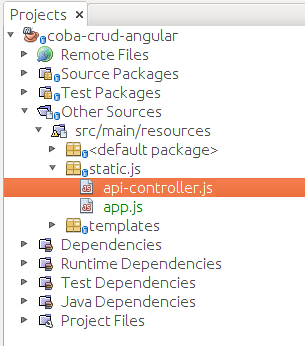 Projects ×
coba-crud-angular
Remote Files
Source Packages
Test Packages
Other Sources
src/main/resources
<default package>
static.js
api-controller.js
app.js
templates
Dependencies
Runtime Dependencies
Test Dependencies
Java Dependencies
Project Files